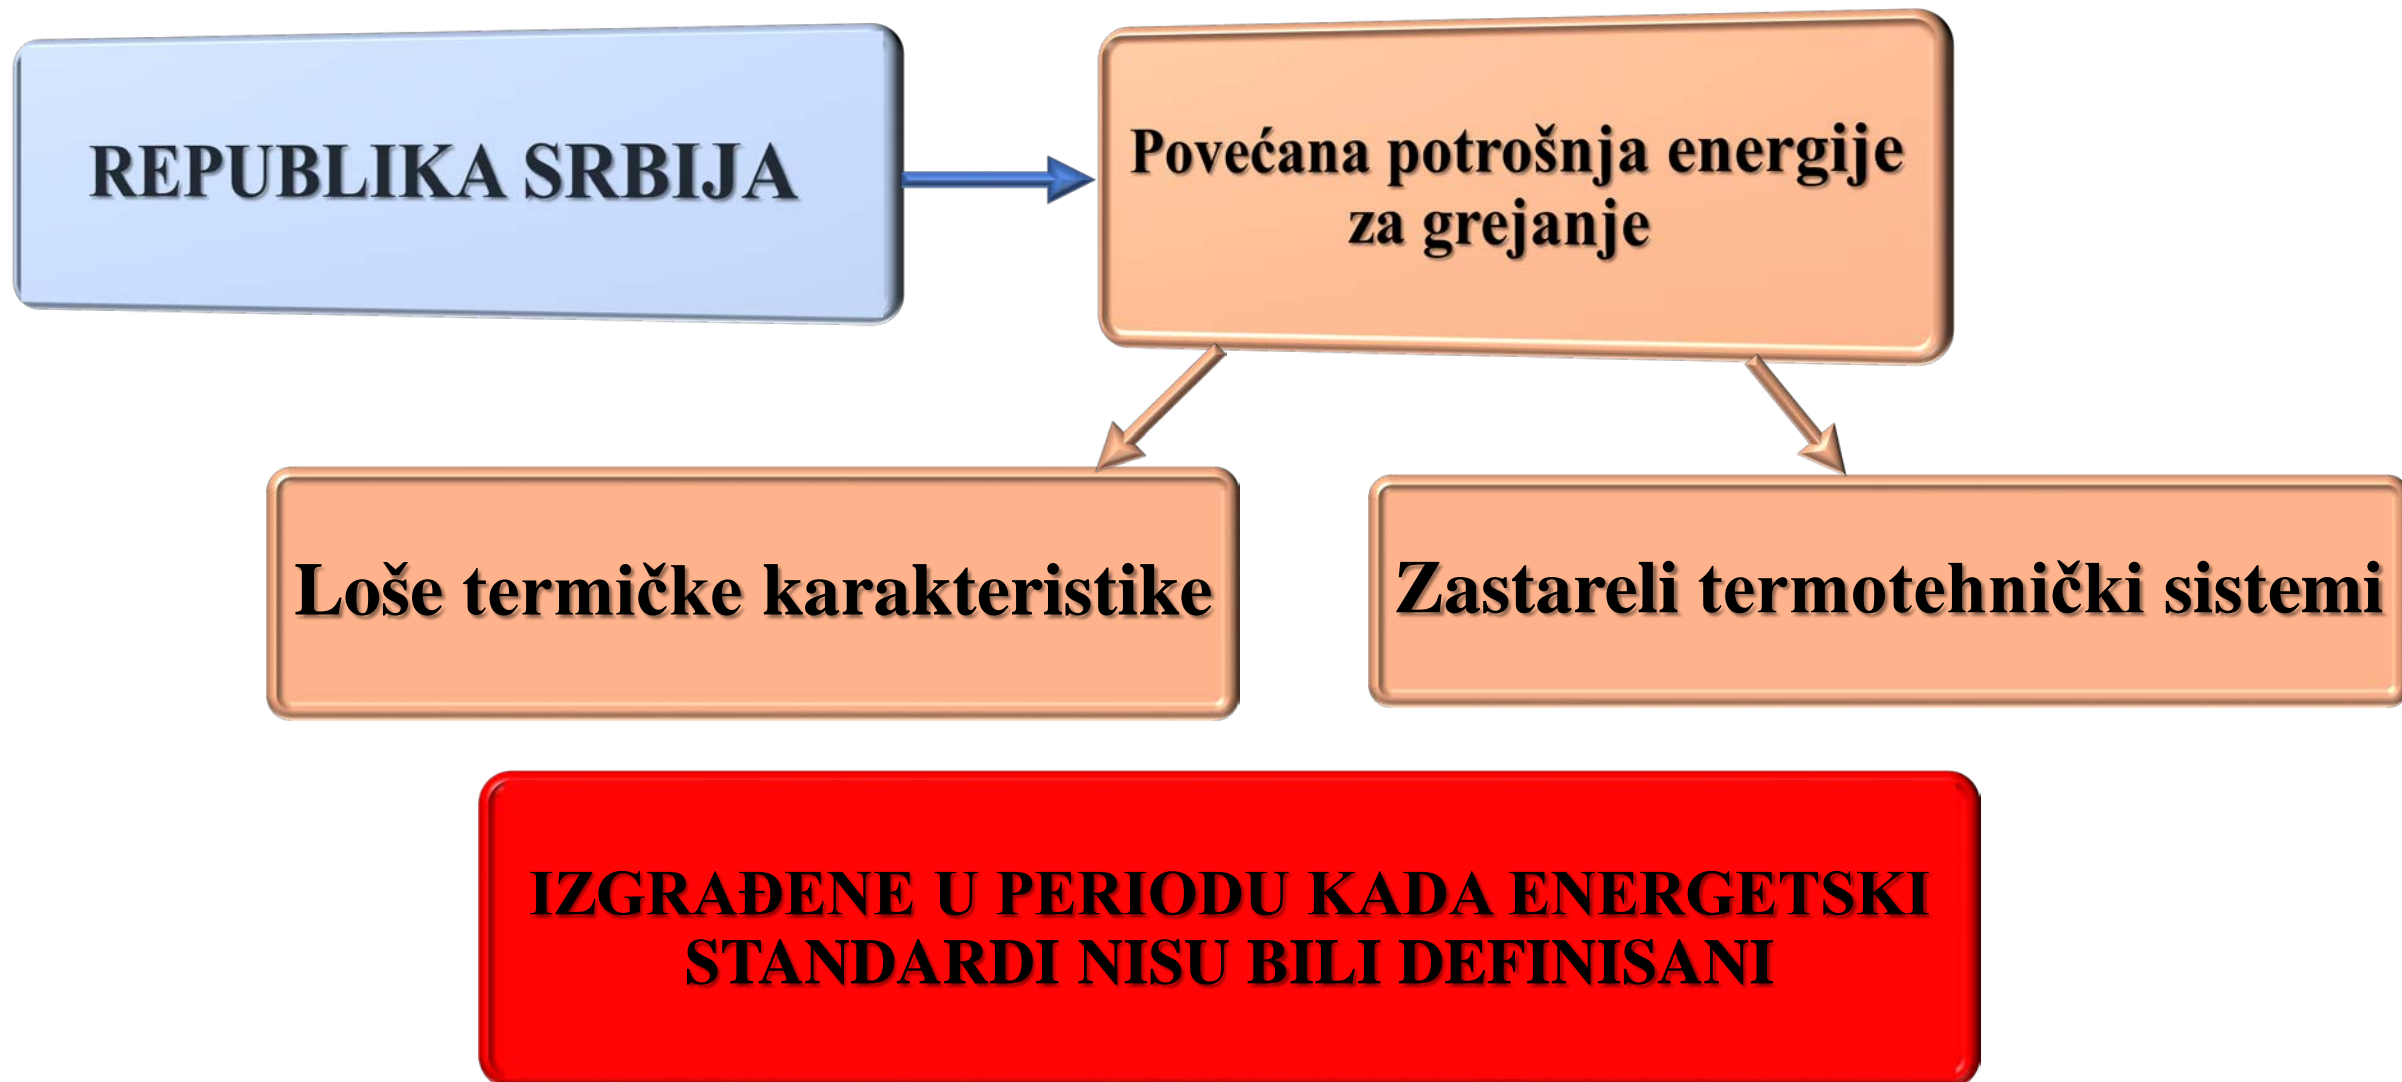 REPUBLIKA SRBIJA
Povećana potrošnja energije
za grejanje
Loše termičke karakteristike
Zastareli termotehnički sistemi
IZGRAĐENE U PERIODU KADA ENERGETSKI
STANDARDI NISU BILI DEFINISANI